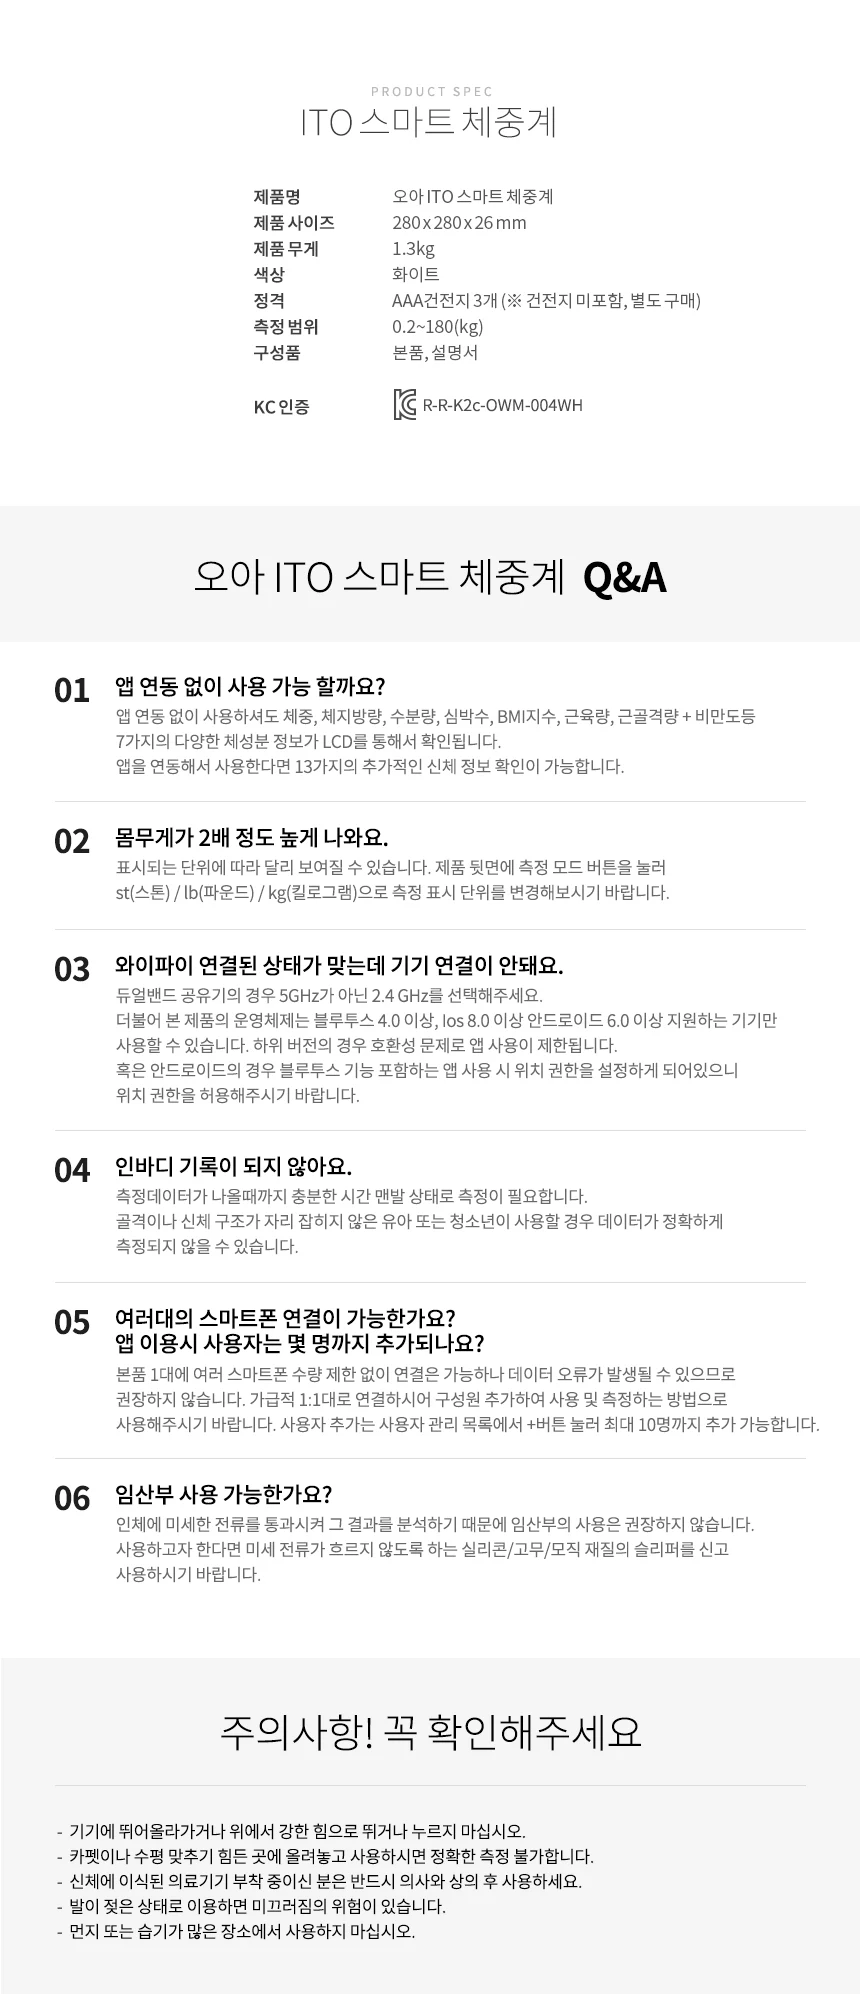 PRODUCT SPEC
ITO 스마트 체중계
제품명 오아 ITO 스마트 체중계
제품 사이즈 280 x 280 x 26 mm
제품 무게 1.3kg
색상 화이트
정격 AAA건전지 3개 (※ 건전지 미포함, 별도 구매)
측정 범위 0.2~180(kg)
구성품 본품, 설명서
KC 인증 R-R-K2c-OWM-004WH
오아 ITO 스마트 체중계 Q&A
01 앱 연동 없이 사용 가능 할까요?
앱 연동 없이 사용하셔도 체중, 체지방량, 수분량, 심박수, BMI지수, 근육량, 근골격량 + 비만도등
7가지의 다양한 체성분 정보가 LCD를 통해서 확인됩니다.
앱을 연동해서 사용한다면 13가지의 추가적인 신체 정보 확인이 가능합니다.
02 몸무게가 2배 정도 높게 나와요.
표시되는 단위에 따라 달리 보여질 수 있습니다. 제품 뒷면에 측정 모드 버튼을 눌러
st(스톤) / lb(파운드) / kg(킬로그램)으로 측정 표시 단위를 변경해보시기 바랍니다.
03 와이파이 연결된 상태가 맞는데 기기 연결이 안돼요.
듀얼밴드 공유기의 경우 5GHz가 아닌 2.4 GHz를 선택해주세요.
더불어 본 제품의 운영체제는 블루투스 4.0 이상, Ios 8.0 이상 안드로이드 6.0 이상 지원하는 기기만
사용할 수 있습니다. 하위 버전의 경우 호환성 문제로 앱 사용이 제한됩니다.
혹은 안드로이드의 경우 블루투스 기능 포함하는 앱 사용 시 위치 권한을 설정하게 되어있으니
위치 권한을 허용해주시기 바랍니다.
04 인바디 기록이 되지 않아요.
측정데이터가 나올때까지 충분한 시간 맨발 상태로 측정이 필요합니다.
골격이나 신체 구조가 자리 잡히지 않은 유아 또는 청소년이 사용할 경우 데이터가 정확하게
측정되지 않을 수 있습니다.
05 여러대의 스마트폰 연결이 가능한가요?
앱 이용시 사용자는 몇 명까지 추가되나요?
본품 1대에 여러 스마트폰 수량 제한 없이 연결은 가능하나 데이터 오류가 발생될 수 있으므로
권장하지 않습니다. 가급적 1:1대로 연결하시어 구성원 추가하여 사용 및 측정하는 방법으로
사용해주시기 바랍니다. 사용자 추가는 사용자 관리 목록에서 +버튼 눌러 최대 10명까지 추가 가능합니다.
06 임산부 사용 가능한가요?
인체에 미세한 전류를 통과시켜 그 결과를 분석하기 때문에 임산부의 사용은 권장하지 않습니다.
사용하고자 한다면 미세 전류가 흐르지 않도록 하는 실리콘/고무/모직 재질의 슬리퍼를 신고
사용하시기 바랍니다.
주의사항! 꼭 확인해주세요
- 기기에 뛰어올라가거나 위에서 강한 힘으로 뛰거나 누르지 마십시오.
- 카펫이나 수평 맞추기 힘든 곳에 올려놓고 사용하시면 정확한 측정 불가합니다.
- 신체에 이식된 의료기기 부착 중이신 분은 반드시 의사와 상의 후 사용하세요.
- 발이 젖은 상태로 이용하면 미끄러짐의 위험이 있습니다.
- 먼지 또는 습기가 많은 장소에서 사용하지 마십시오.